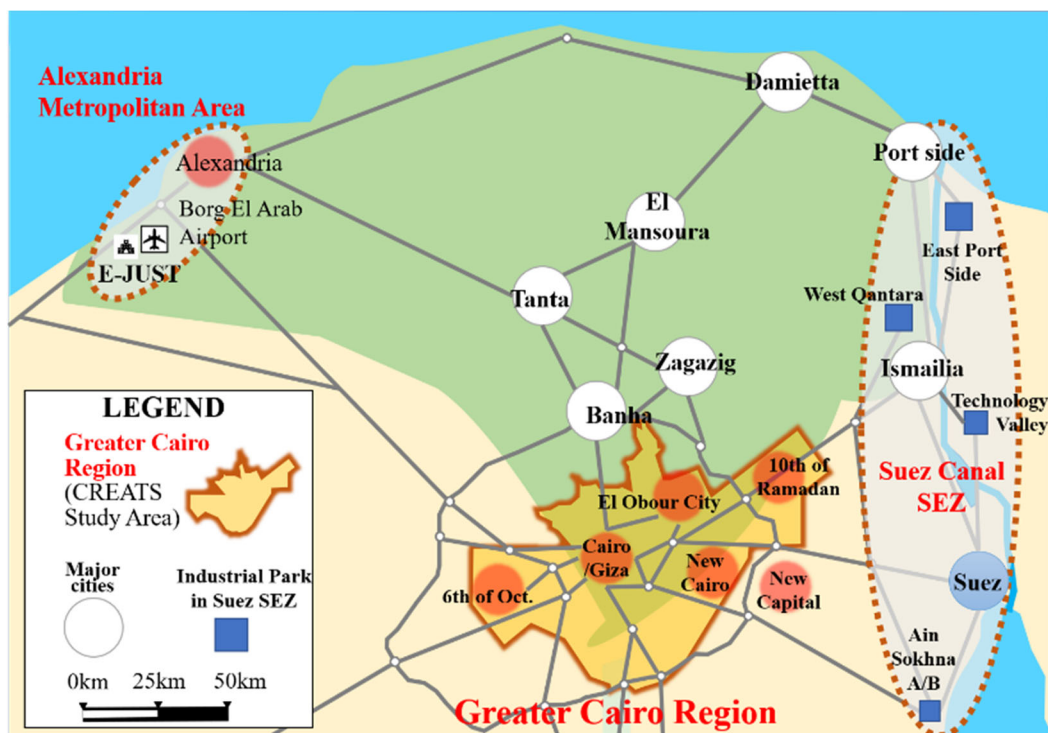 Alexandria
Metropolitan Area
Alexandria
Borg El Arab
Airport
E-JUST
Damietta
Port side
El
Mansoura
East Port
Side
West Qantara
Tanta
Zagazig
Ismailia
Banha
Technology
Valley
Suez Canal
SEZ
10th of
Ramadan
El Obour City
Cairo
/Giza
New
Cairo
6th of Oct.
New
Capital
Suez
Ain
Sokhna
A/B
Greater Cairo Region
LEGEND
Greater Cairo
Region
(CREATS
Study Area)
Major
cities
Industrial Park
in Suez SEZ
0km 25km 50km